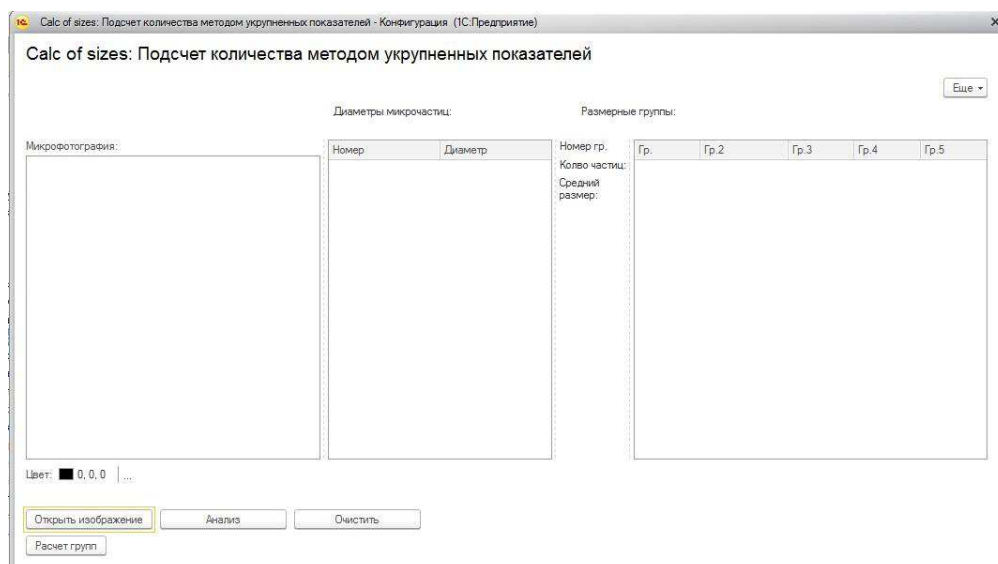 1С Calc of sizes: Подсчет количества методом укрупненных показателей - Конфигурация (1С:Предприятие) ×
Calc of sizes: Подсчет количества методом укрупненных показателей
Еще
Диаметры микрочастиц: Размерные группы:
Микрофотография:
Номер Диаметр
Номер гр.
Колво частиц:
Средний
размер:
Гр. Гр.2 Гр.3 Гр.4 Гр.5
Цвет: 0, 0, 0 ...
Открыть изображение Анализ Очистить
Расчет групп